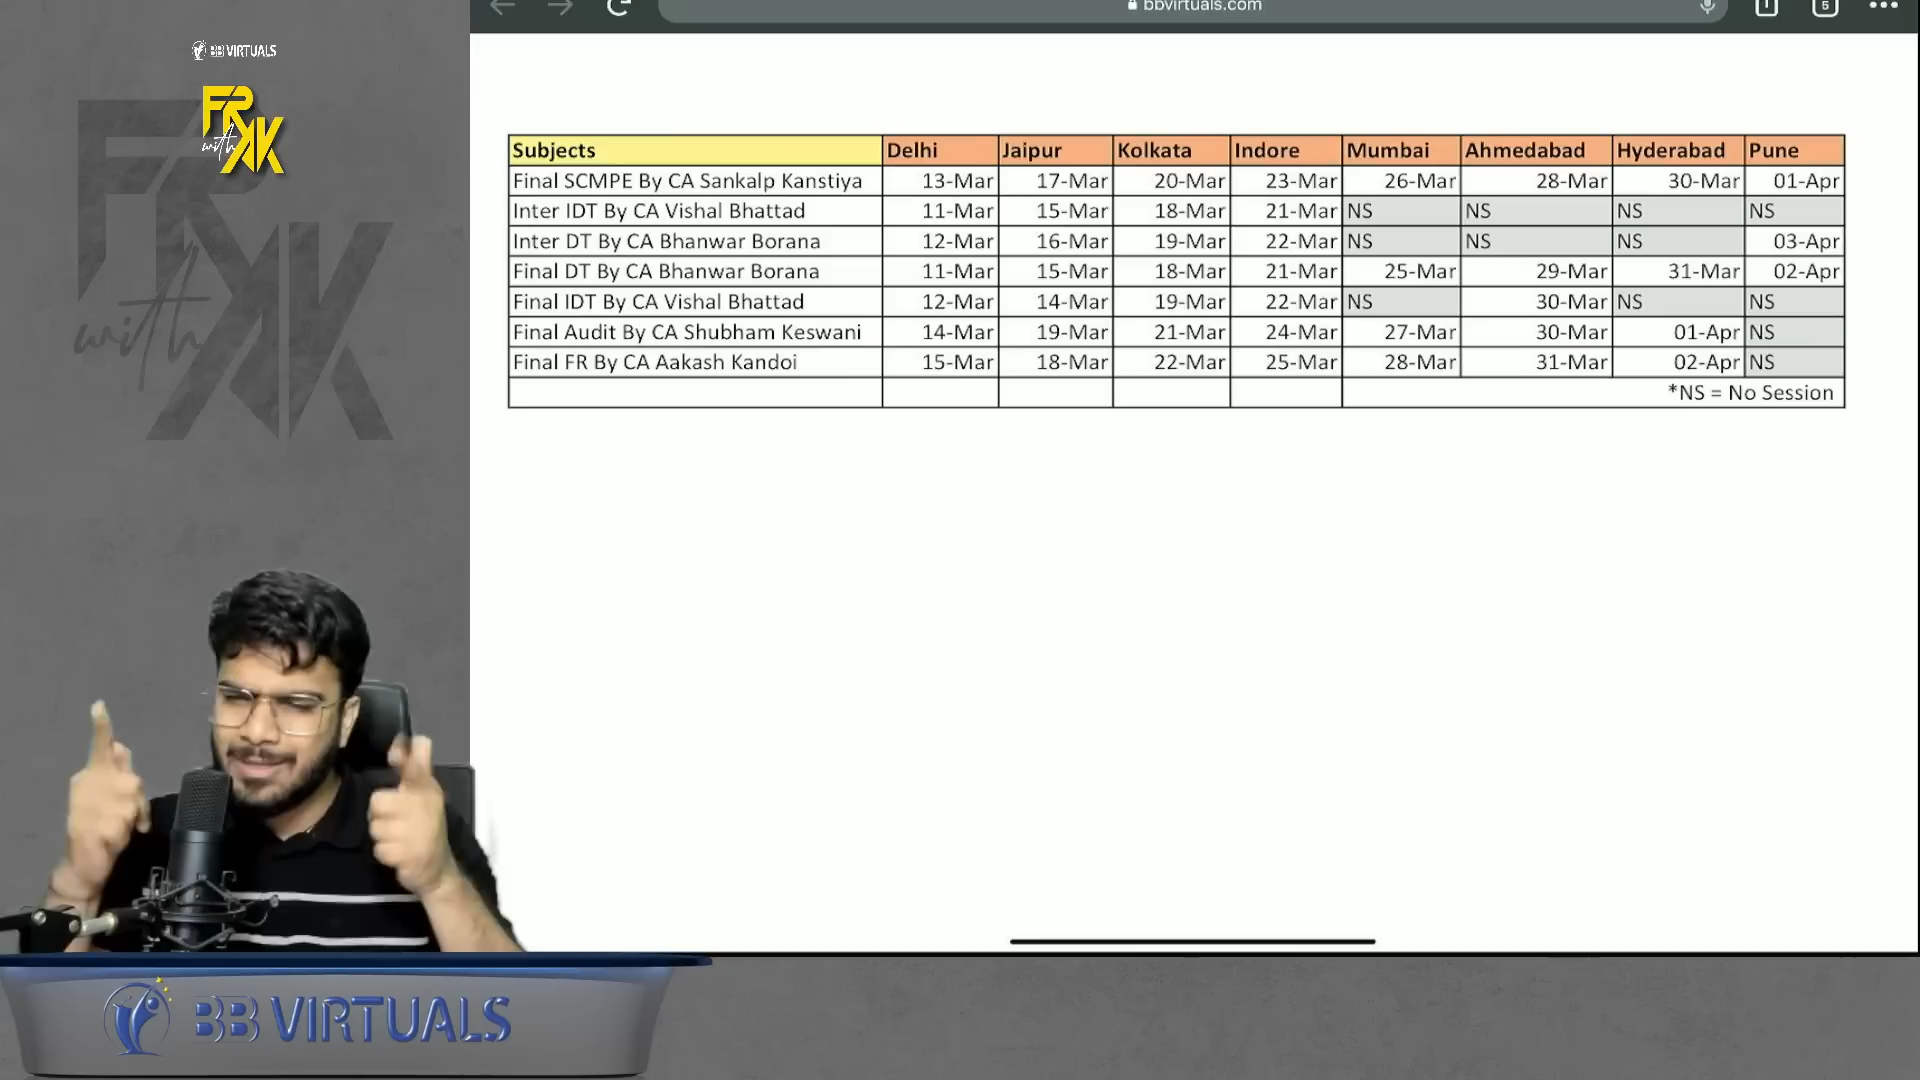 BB VIRTUALS
FR
with
AK
FR
with
AK
bbvirtuals.com
5
Subjects Delhi Jaipur Kolkata Indore Mumbai Ahmedabad Hyderabad Pune
Final SCMPE By CA Sankalp Kanstiya 13-Mar 17-Mar 20-Mar 23-Mar 26-Mar 28-Mar 30-Mar 01-Apr
Inter IDT By CA Vishal Bhattad 11-Mar 15-Mar 18-Mar 21-Mar NS NS NS NS
Inter DT By CA Bhanwar Borana 12-Mar 16-Mar 19-Mar 22-Mar NS NS NS 03-Apr
Final DT By CA Bhanwar Borana 11-Mar 15-Mar 18-Mar 21-Mar 25-Mar 29-Mar 31-Mar 02-Apr
Final IDT By CA Vishal Bhattad 12-Mar 14-Mar 19-Mar 22-Mar NS 30-Mar NS NS
Final Audit By CA Shubham Keswani 14-Mar 19-Mar 21-Mar 24-Mar 27-Mar 30-Mar 01-Apr NS
Final FR By CA Aakash Kandoi 15-Mar 18-Mar 22-Mar 25-Mar 28-Mar 31-Mar 02-Apr NS
*NS = No Session
BB VIRTUALS